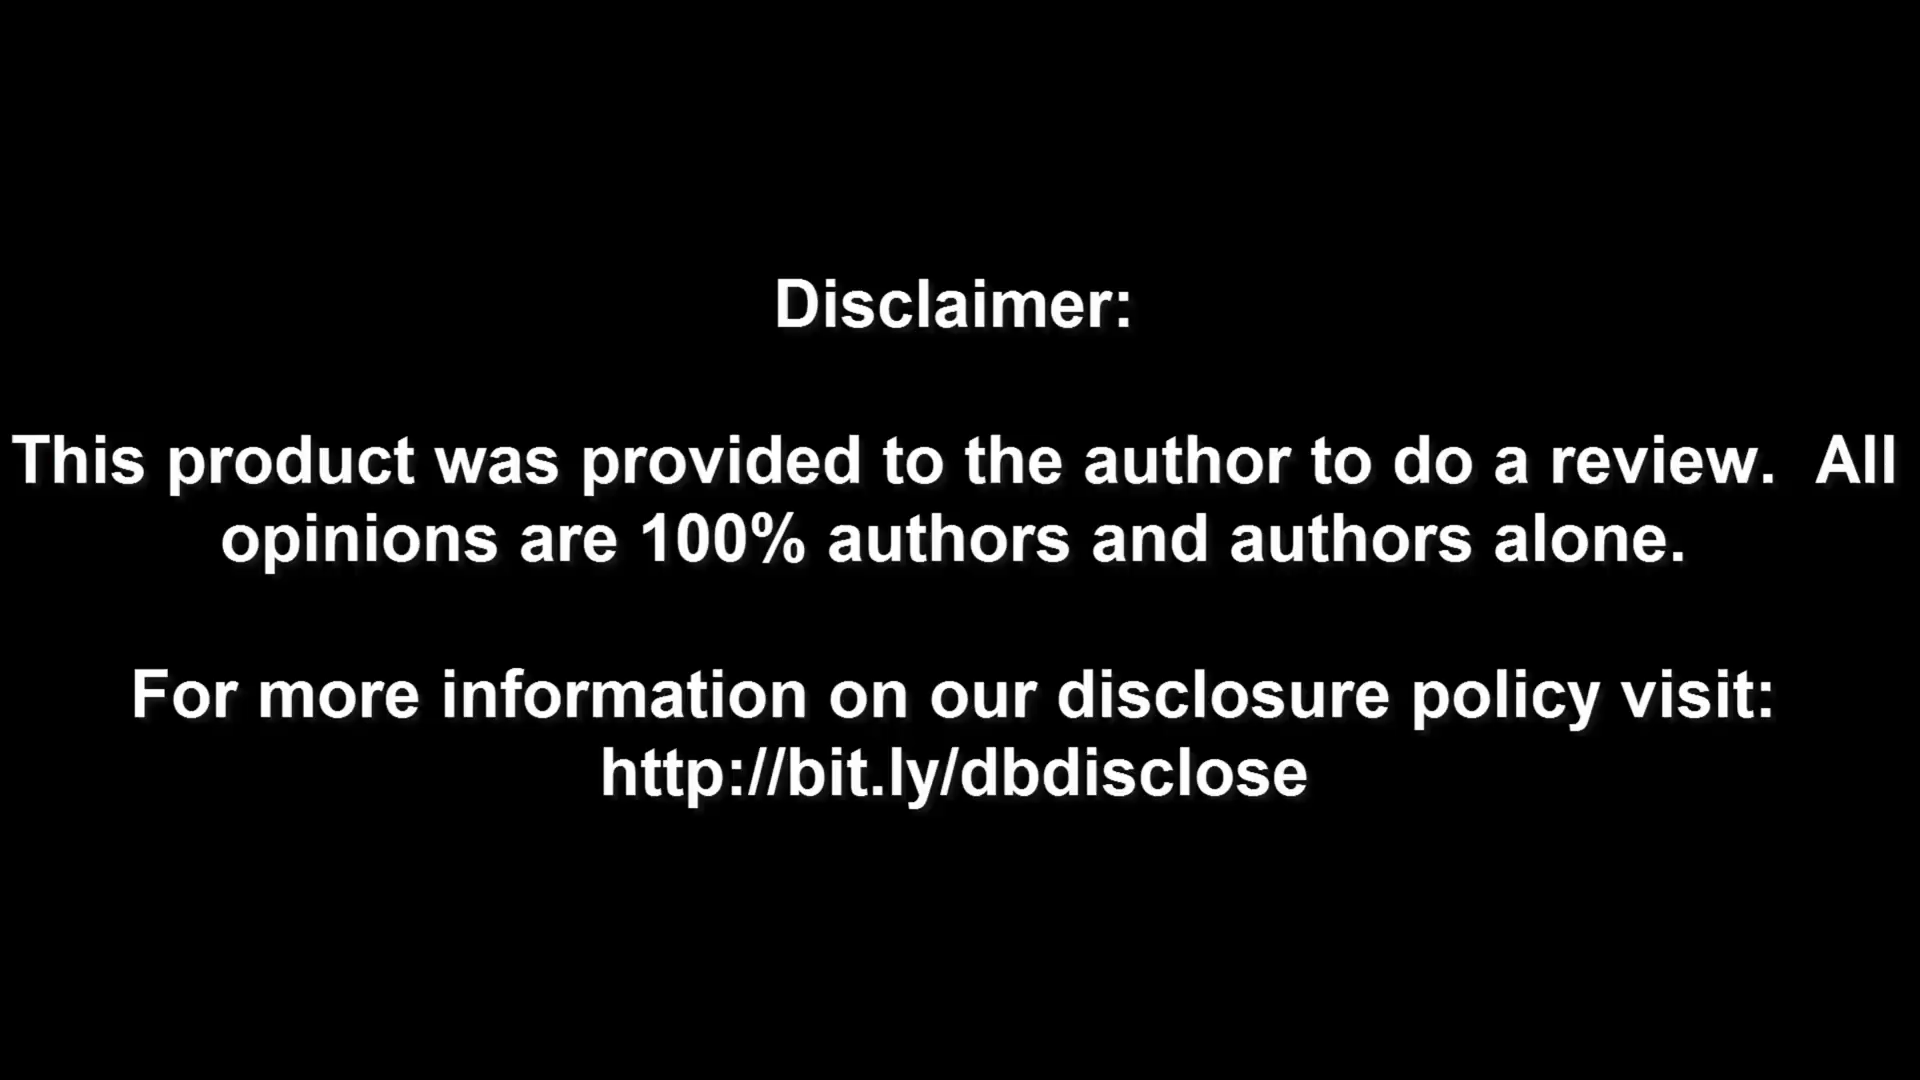 Disclaimer:
This product was provided to the author to do a review.  All
opinions are 100% authors and authors alone.
For more information on our disclosure policy visit:
http://bit.ly/dbdisclose